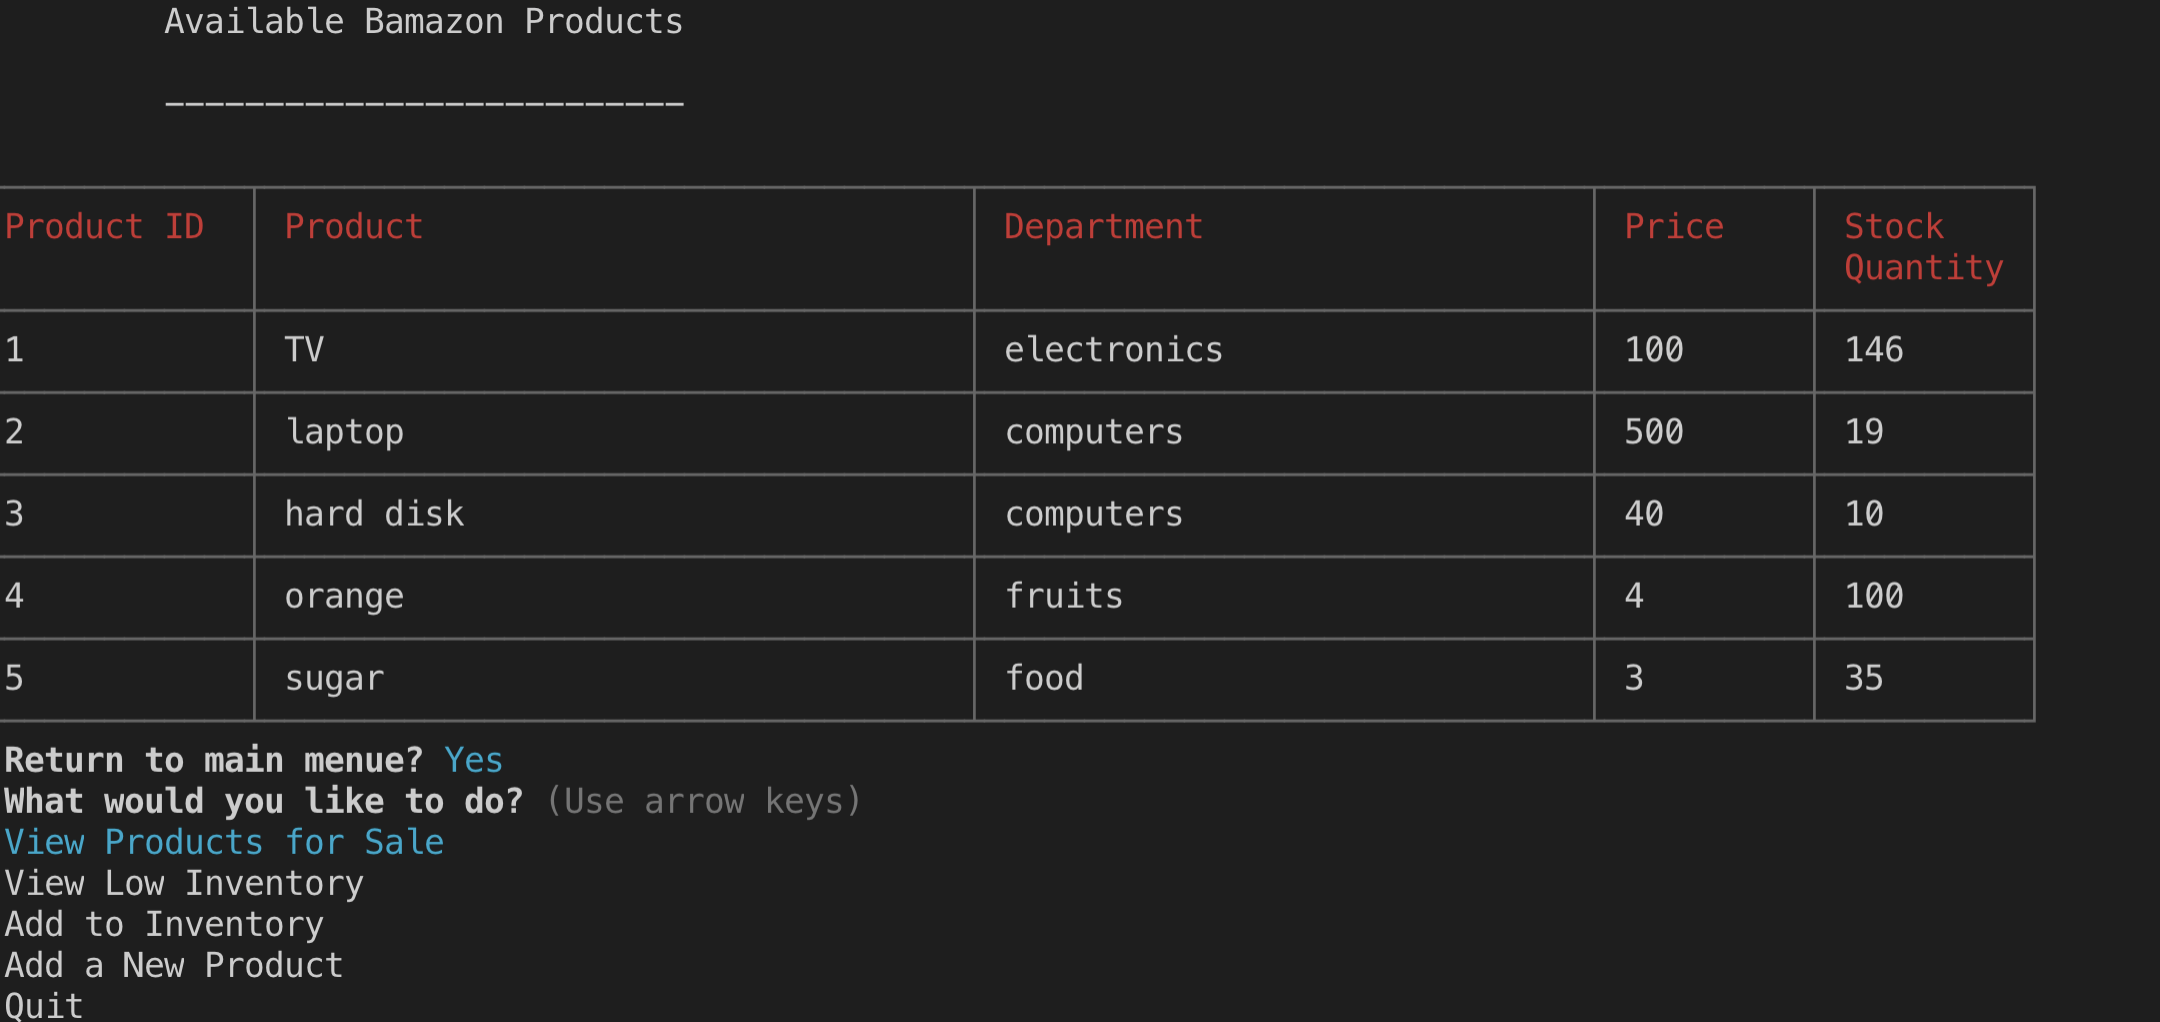 Available Bamazon Products
--------------------------
Product ID Product Department Price Stock Quantity
1 TV electronics 100 146
2 laptop computers 500 19
3 hard disk computers 40 10
4 orange fruits 4 100
5 sugar food 3 35
Return to main menue? Yes
What would you like to do? (Use arrow keys)
View Products for Sale
View Low Inventory
Add to Inventory
Add a New Product
Quit